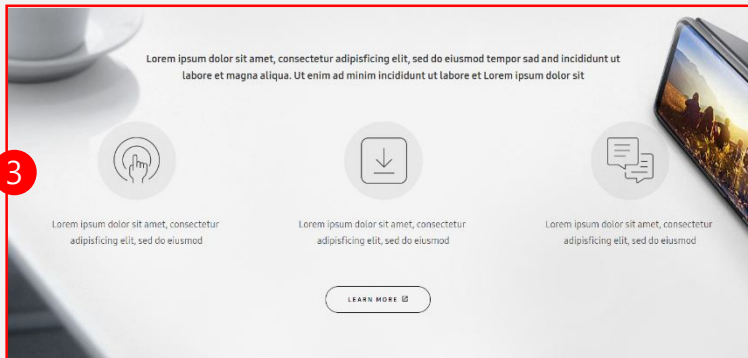 Lorem ipsum dolor sit amet, consectetur adipisficing elit, sed do eiusmod tempor sad and incididunt ut
labore et magna aliqua. Ut enim ad minim incididunt ut labore et Lorem ipsum dolor sit
3
Lorem ipsum dolor sit amet, consectetur
adipisficing elit, sed do eiusmod
Lorem ipsum dolor sit amet, consectetur
adipisficing elit, sed do eiusmod
Lorem ipsum dolor sit amet, consectetur
adipisficing elit, sed do eiusmod
LEARN MORE